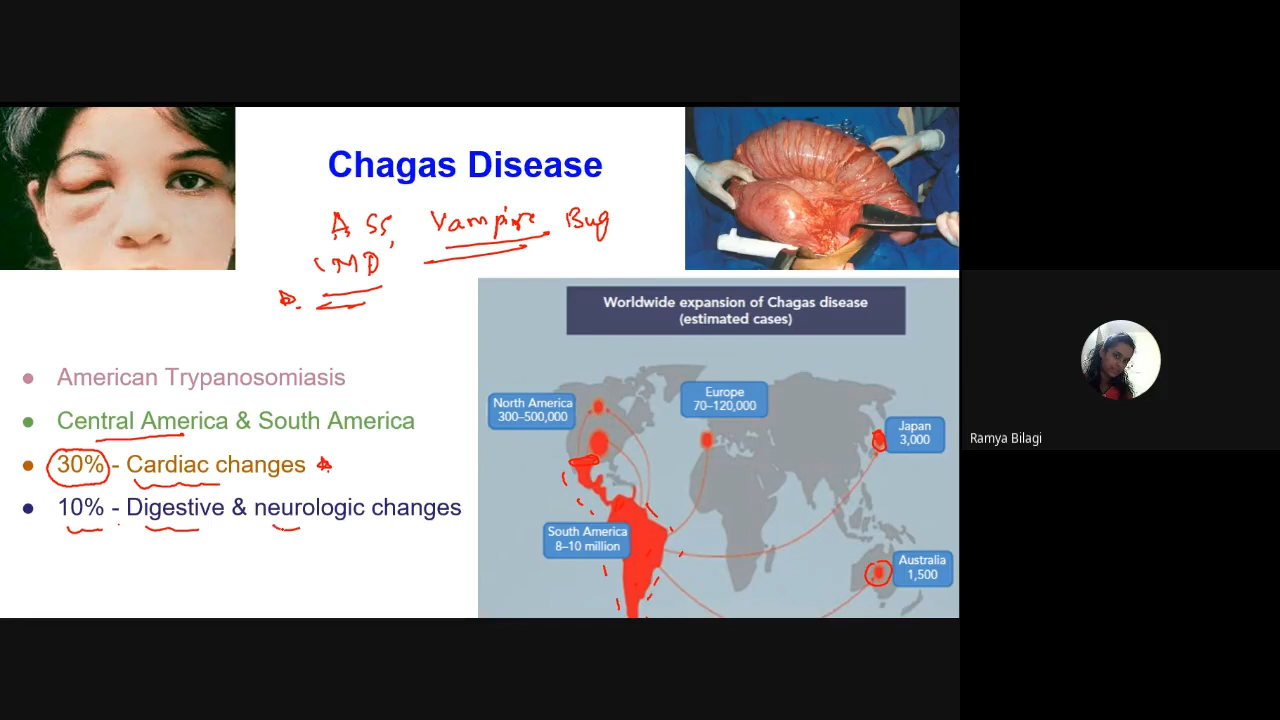 Chagas Disease
Vampire Bug
American Trypanosomiasis
Central America & South America
30% - Cardiac changes
10% - Digestive & neurologic changes
Worldwide expansion of Chagas disease
(estimated cases)
North America
300–500,000
Europe
70–120,000
Japan
3,000
South America
8–10 million
Australia
1,500
Ramya Bilagi